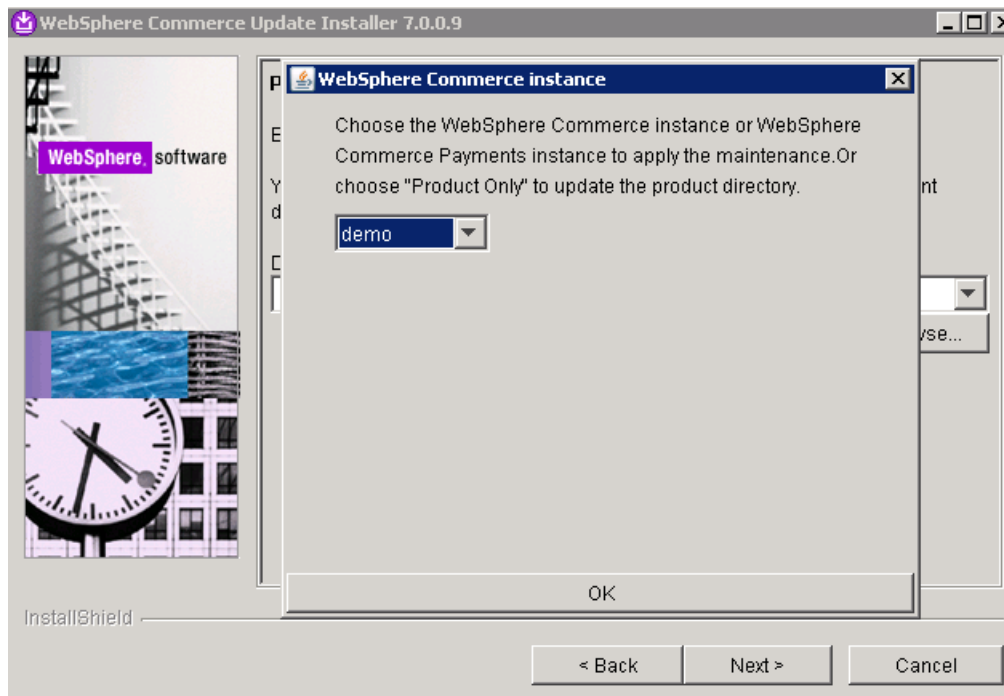 WebSphere Commerce Update Installer 7.0.0.9
WebSphere Commerce instance
Choose the WebSphere Commerce instance or WebSphere
Commerce Payments instance to apply the maintenance.Or
choose "Product Only" to update the product directory.
demo
OK
WebSphere. software
nt
InstallShield
< Back
Next >
Cancel